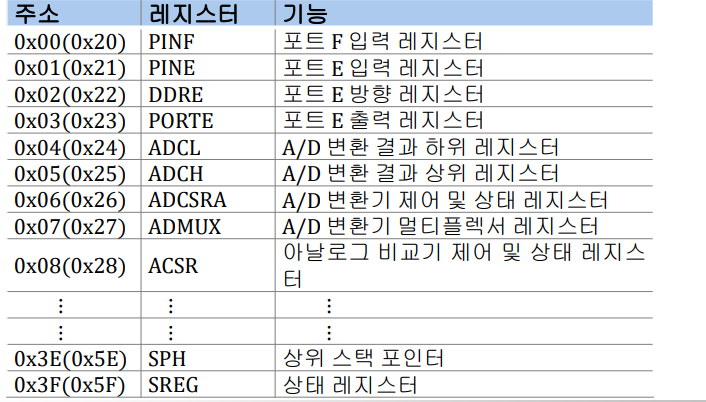 주소 레지스터 기능
0x00(0x20) PINF 포트 F 입력 레지스터
0x01(0x21) PINE 포트 E 입력 레지스터
0x02(0x22) DDRE 포트 E 방향 레지스터
0x03(0x23) PORTE 포트 E 출력 레지스터
0x04(0x24) ADCL A/D 변환 결과 하위 레지스터
0x05(0x25) ADCH A/D 변환 결과 상위 레지스터
0x06(0x26) ADCSRA A/D 변환기 제어 및 상태 레지스터
0x07(0x27) ADMUX A/D 변환기 멀티플렉서 레지스터
0x08(0x28) ACSR 아날로그 비교기 제어 및 상태 레지스
터
⋮ ⋮ ⋮
⋮ ⋮ ⋮
0x3E(0x5E) SPH 상위 스택 포인터
0x3F(0x5F) SREG 상태 레지스터